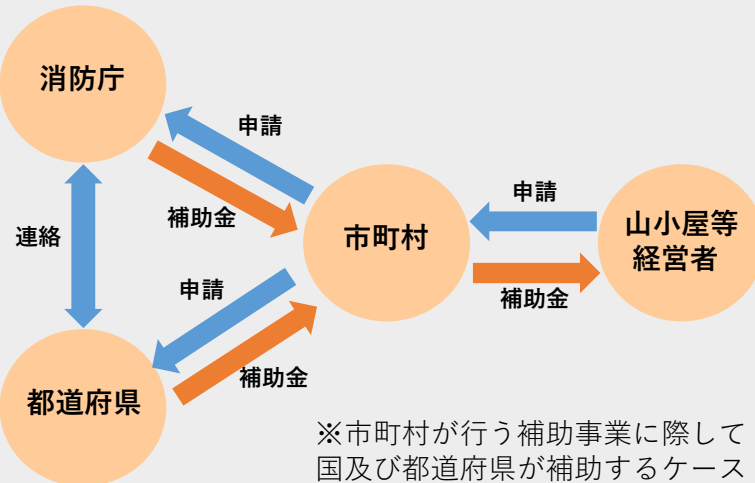 消防庁
申請
補助金
連絡
申請
補助金
都道府県
市町村
申請
補助金
山小屋等
経営者
※市町村が行う補助事業に際して
国及び都道府県が補助するケース